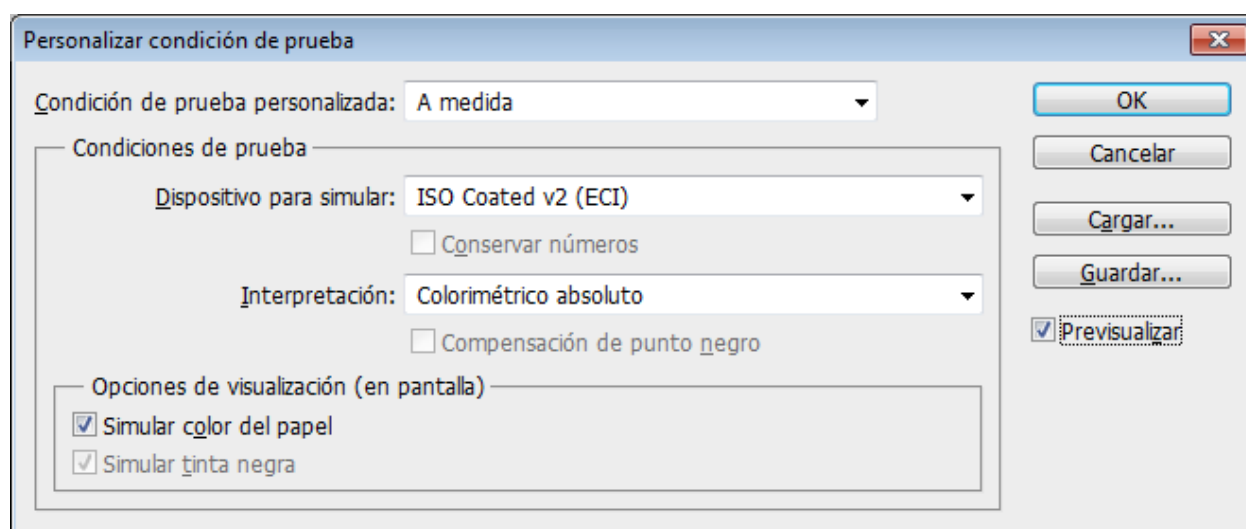 Personalizar condición de prueba
Condición de prueba personalizada: A medida
OK
Condiciones de prueba
Cancelar
Dispositivo para simular: ISO Coated v2 (ECI)
Cargar...
Conservar números
Guardar...
Interpretación: Colorimétrico absoluto
Previsualizar
Compensación de punto negro
Opciones de visualización (en pantalla)
Simular color del papel
Simular tinta negra